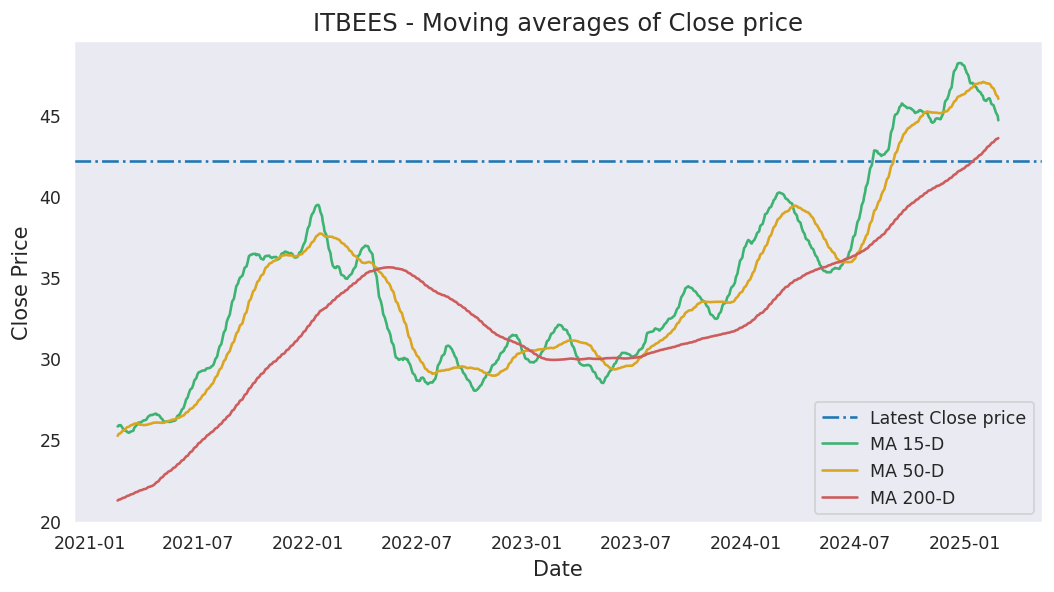 ITBEES - Moving averages of Close price
Close Price
45
40
35
30
25
20
Latest Close price
MA 15-D
MA 50-D
MA 200-D
2021-01 2021-07 2022-01 2022-07 2023-01 2023-07 2024-01 2024-07 2025-01
Date